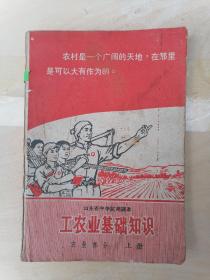 农村是一个广阔的天地，在那里
是可以大有作为的。
山东省中学试用课本
工农业基础知识
农业部分 上册